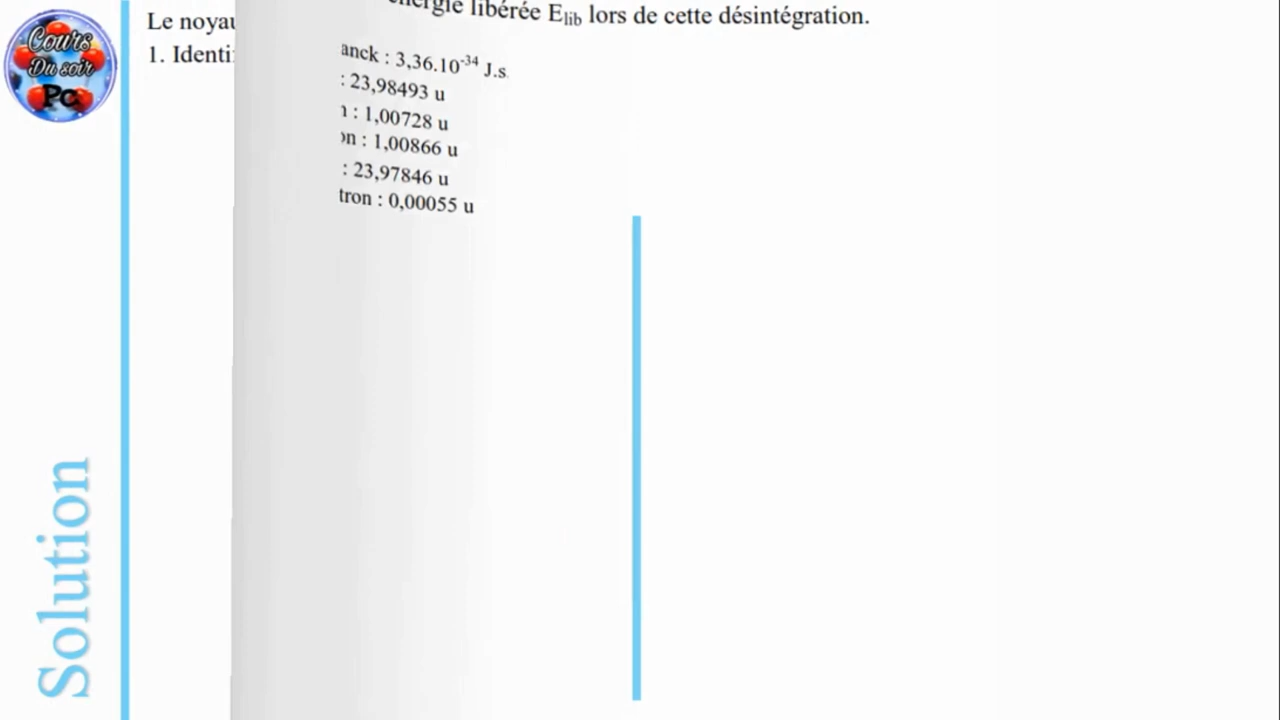 Cours
Du soir
Pc
Le noyau
1. Identi
énergie libérée Elib lors de cette désintégration.
anck : 3,36.10-34 J.s
: 23,98493 u
: 1,00728 u
on : 1,00866 u
: 23,97846 u
tron : 0,00055 u
Solution